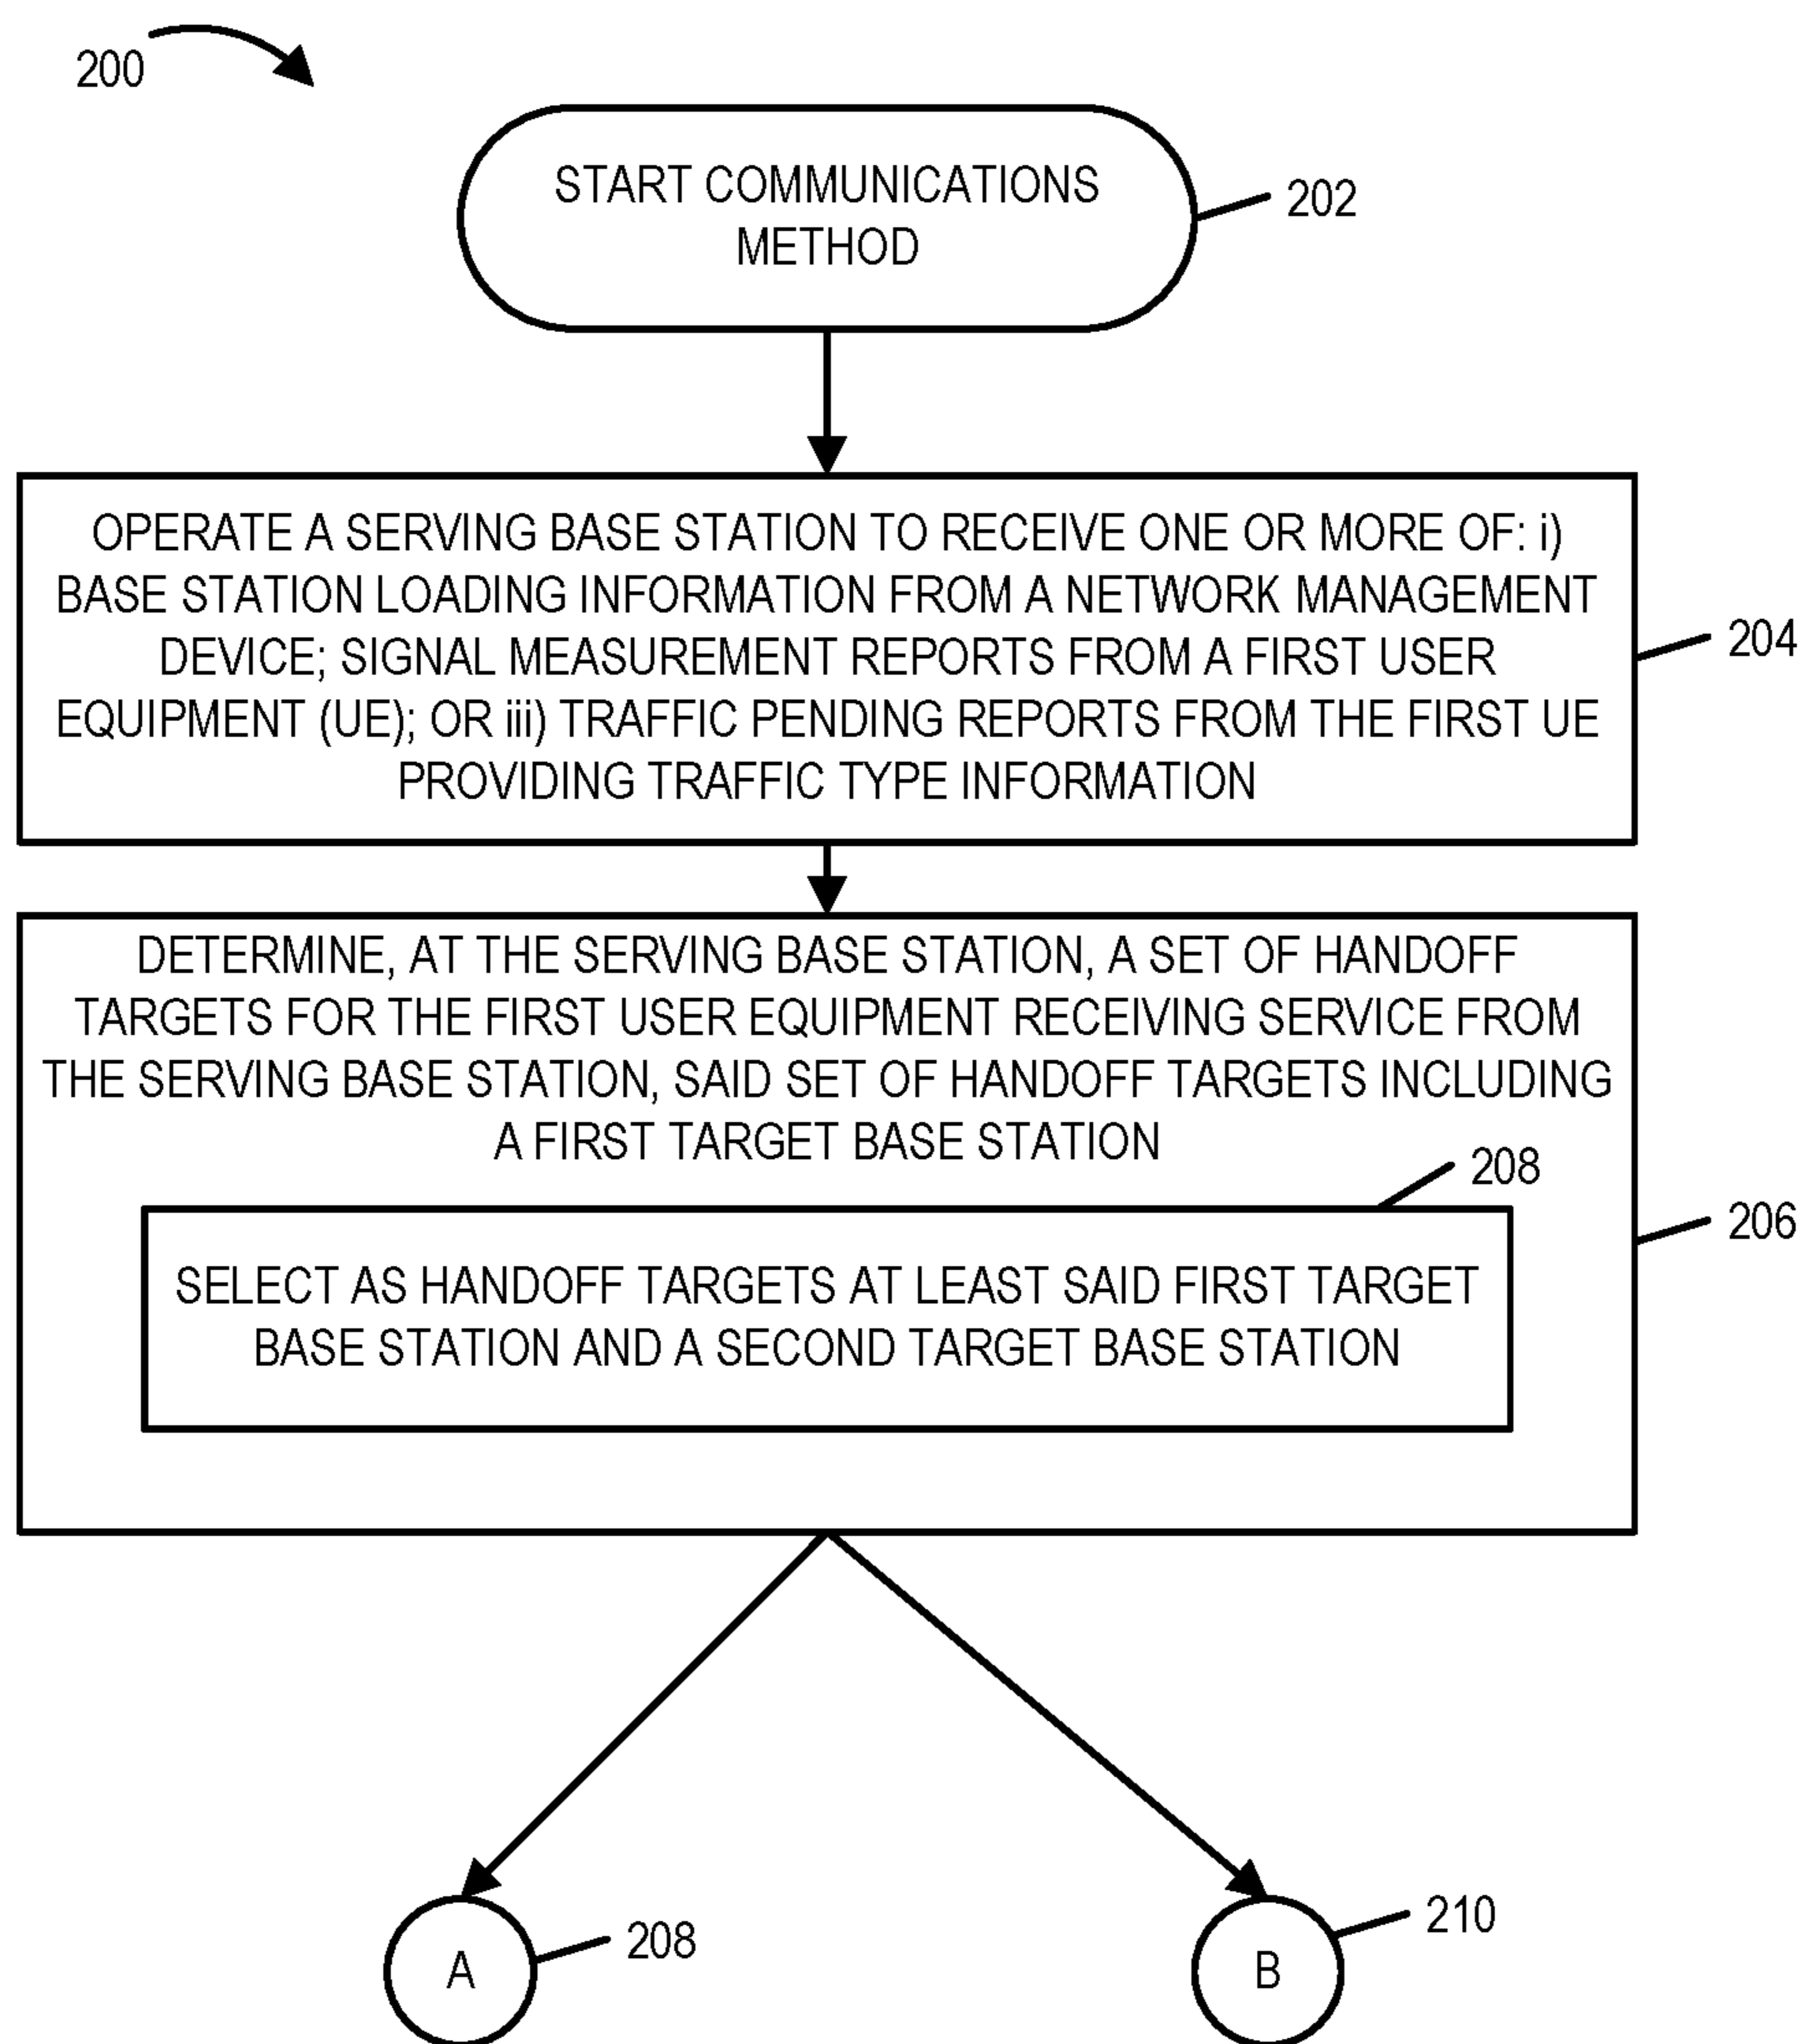 200
START COMMUNICATIONS
METHOD
202
OPERATE A SERVING BASE STATION TO RECEIVE ONE OR MORE OF: i)
BASE STATION LOADING INFORMATION FROM A NETWORK MANAGEMENT
DEVICE; SIGNAL MEASUREMENT REPORTS FROM A FIRST USER
EQUIPMENT (UE); OR iii) TRAFFIC PENDING REPORTS FROM THE FIRST UE
PROVIDING TRAFFIC TYPE INFORMATION
204
DETERMINE, AT THE SERVING BASE STATION, A SET OF HANDOFF
TARGETS FOR THE FIRST USER EQUIPMENT RECEIVING SERVICE FROM
THE SERVING BASE STATION, SAID SET OF HANDOFF TARGETS INCLUDING
A FIRST TARGET BASE STATION
208
206
SELECT AS HANDOFF TARGETS AT LEAST SAID FIRST TARGET
BASE STATION AND A SECOND TARGET BASE STATION
A
208
B
210